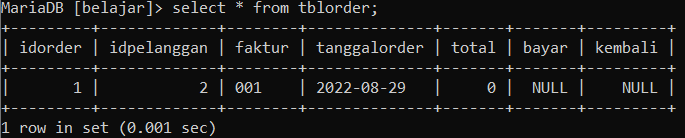 MariaDB [belajar]> select * from tblorder;
+---------+-------------+--------+--------------+-------+-------+---------+
| idorder | idpelanggan | faktur | tanggalorder | total | bayar | kembali |
+---------+-------------+--------+--------------+-------+-------+---------+
|       1 |           2 | 001    | 2022-08-29   |     0 |  NULL |    NULL |
+---------+-------------+--------+--------------+-------+-------+---------+
1 row in set (0.001 sec)